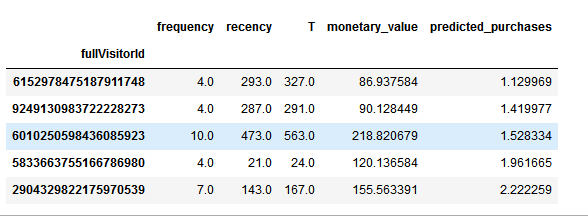 frequency recency T monetary_value predicted_purchases
fullVisitorId
6152978475187911748 4.0 293.0 327.0 86.937584 1.129969
9249130983722228273 4.0 287.0 291.0 90.128449 1.419977
6010250598436085923 10.0 473.0 563.0 218.820679 1.528334
5833663755166786980 4.0 21.0 24.0 120.136584 1.961665
2904329822175970539 7.0 143.0 167.0 155.563391 2.222259